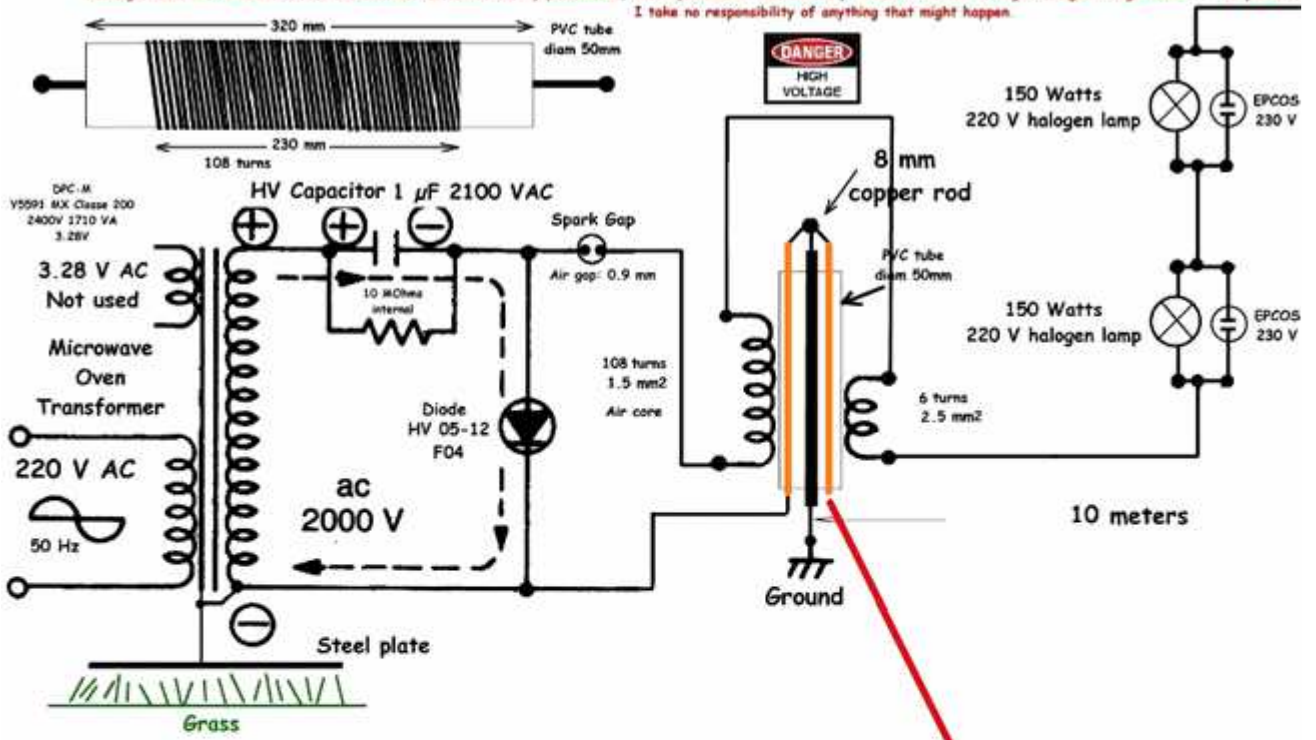 I take no responsibility of anything that might happen.
320 mm
PVC tube
diam 50mm
230 mm
108 turns
DANGER
HIGH
VOLTAGE
150 Watts
220 V halogen lamp
EPCOS
230 V
8 mm
copper rod
DPC-M
V5591 MX Classe 200
2400V 1710 VA
3.28V
HV Capacitor 1 µF 2100 VAC
+
+
−
Spark Gap
Air gap: 0.9 mm
PVC tube
diam 50mm
3.28 V AC
Not used
10 MOhms
internal
150 Watts
220 V halogen lamp
EPCOS
230 V
Microwave
Oven
Transformer
108 turns
1.5 mm2
Air core
6 turns
2.5 mm2
Diode
HV 05-12
F04
220 V AC
50 Hz
ac
2000 V
10 meters
Ground
−
Steel plate
Grass